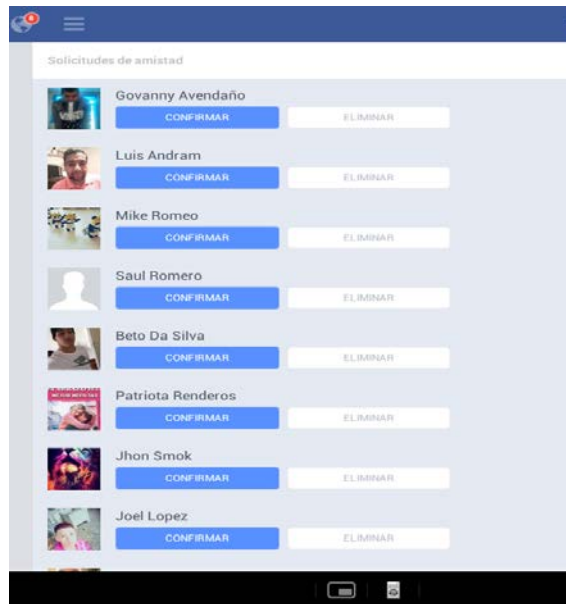 Solicitudes de amistad
Govanny Avendaño
CONFIRMAR ELIMINAR
Luis Andram
CONFIRMAR ELIMINAR
Mike Romeo
CONFIRMAR ELIMINAR
Saul Romero
CONFIRMAR ELIMINAR
Beto Da Silva
CONFIRMAR ELIMINAR
Patriota Renderos
CONFIRMAR ELIMINAR
Jhon Smok
CONFIRMAR ELIMINAR
Joel Lopez
CONFIRMAR ELIMINAR